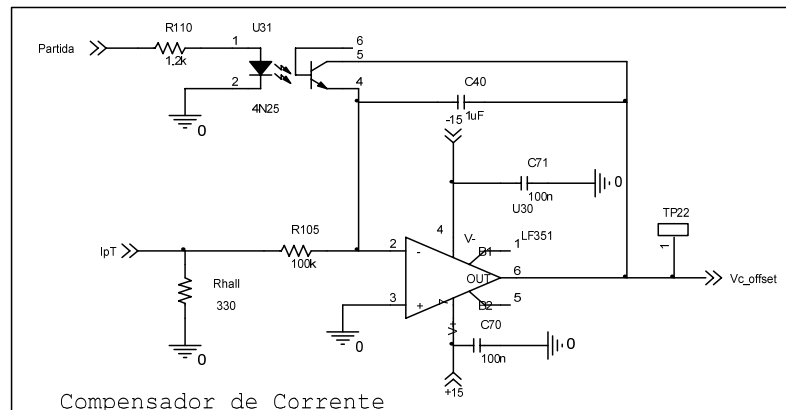 R110
U31
Partida
1.2k
1
2
6
5
4
4N25
0
C40
1uF
-15
C71
100n
0
U30
TP22
1
R105
100k
IpT
Rhall
330
0
2
3
4
V-
B1
1
LF351
-
+
OUT
6
7
V+
B2
5
Vc_offset
0
C70
100n
0
+15
Compensador de Corrente